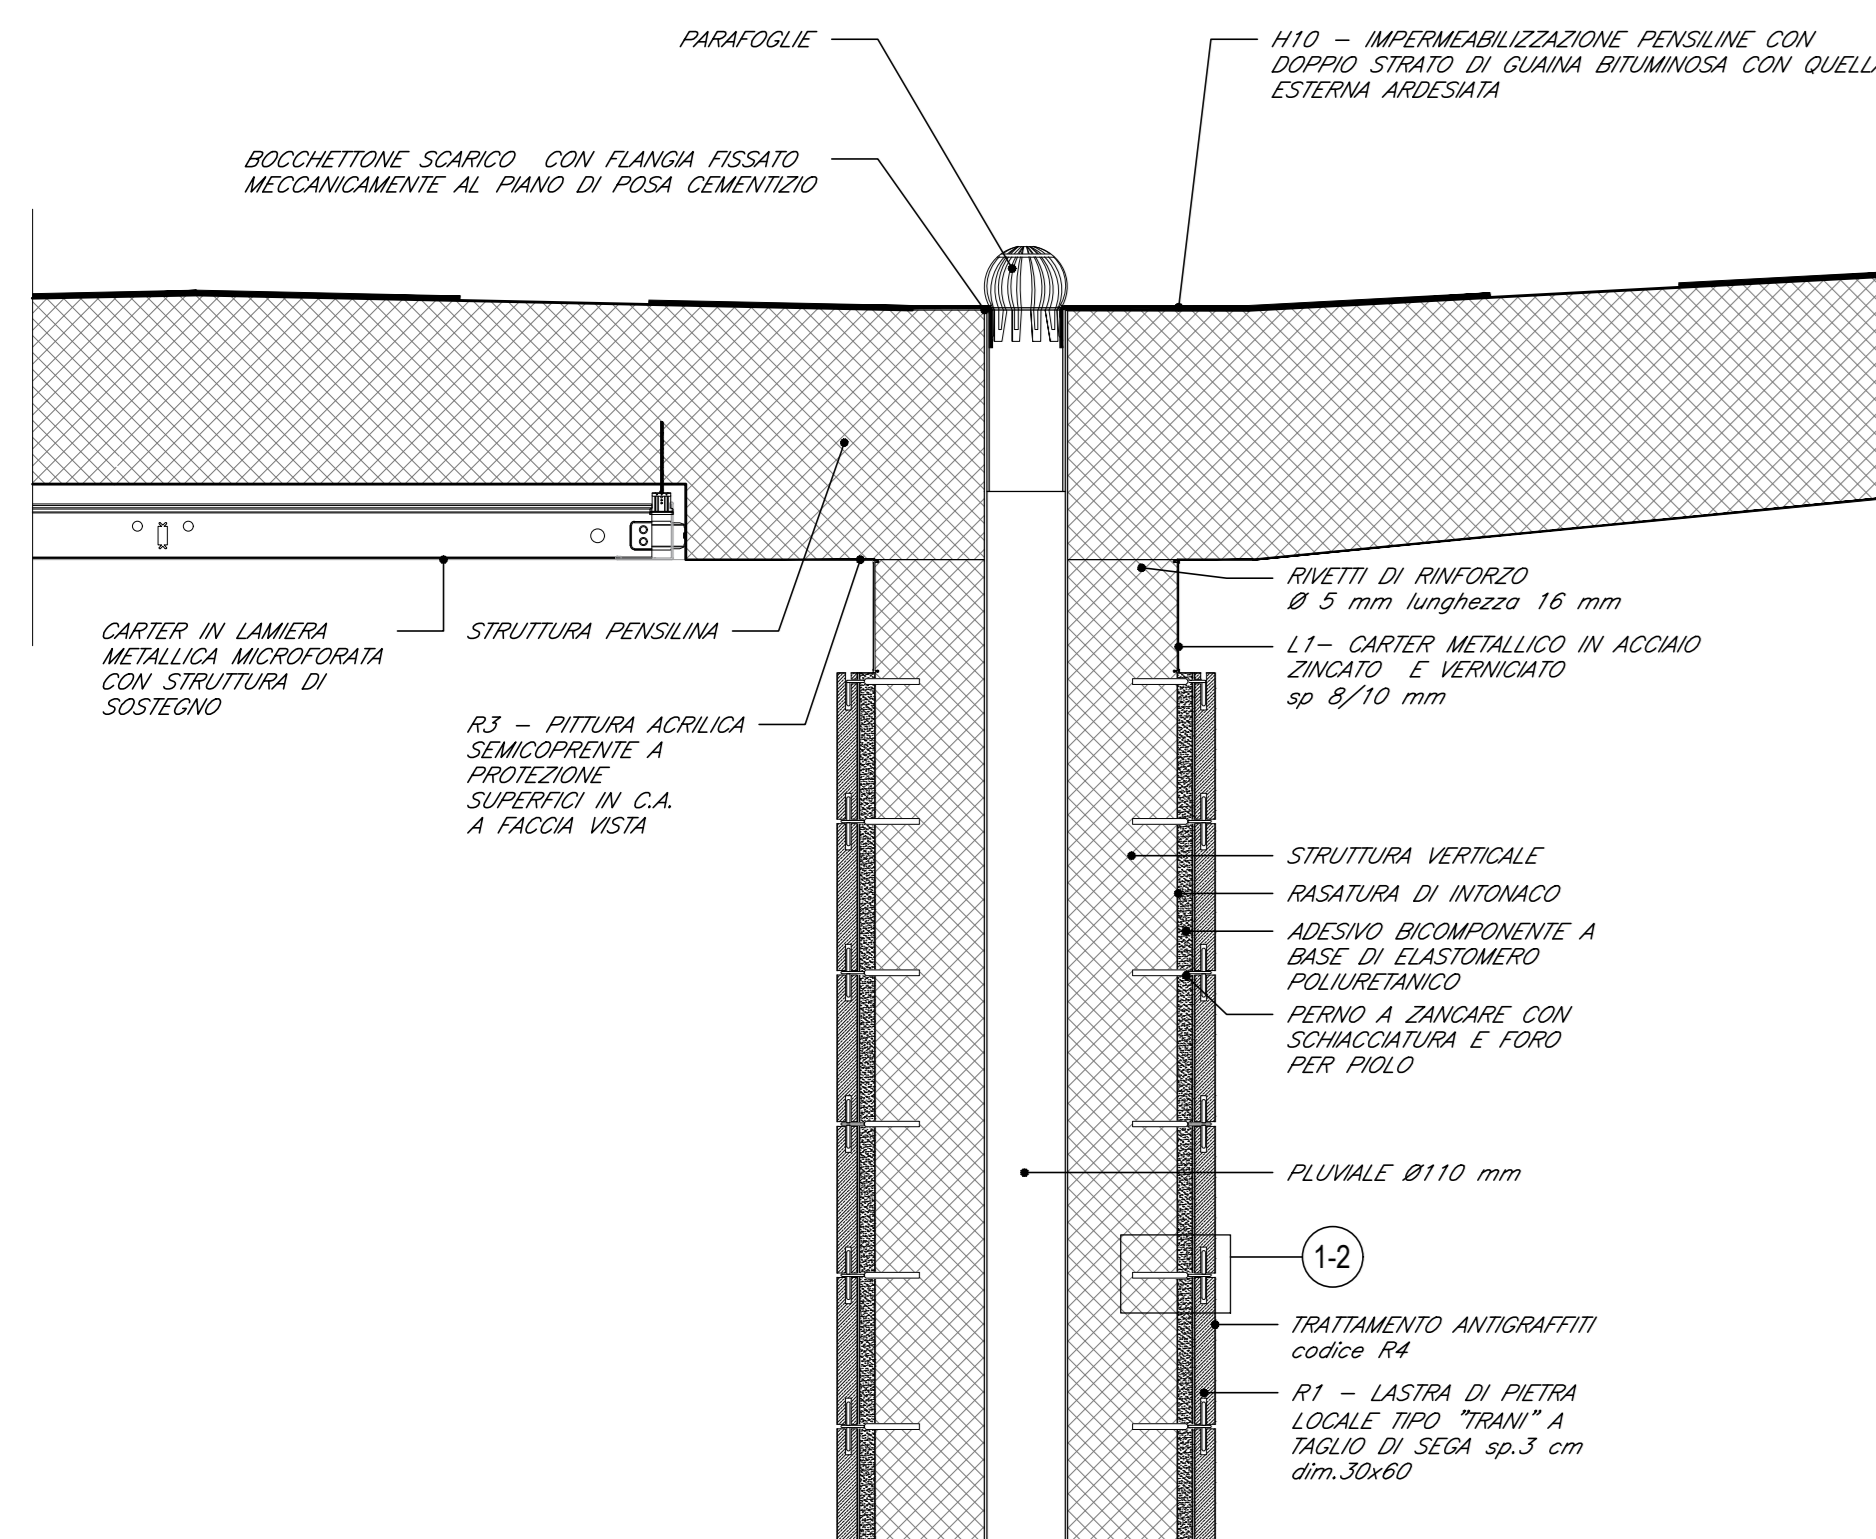 PARAFOGLIE
H10 – IMPERMEABILIZZAZIONE PENSILINE CON
DOPPIO STRATO DI GUAINA BITUMINOSA CON
ESTERNA ARDESIATA
BOCCHETTONE SCARICO CON FLANGIA FISSATO
MECCANICAMENTE AL PIANO DI POSA CEMENTIZIO
CARTER IN LAMIERA
METALLICA MICROFORATA
CON STRUTTURA DI
SOSTEGNO
STRUTTURA PENSILINA
R3 – PITTURA ACRILICA
SEMICOPRENTE A
PROTEZIONE
SUPERFICI IN C.A.
A FACCIA VISTA
RIVETTI DI RINFORZO
Ø 5 mm lunghezza 16 mm
L1– CARTER METALLICO IN ACCIAIO
ZINCATO E VERNICIATO
sp 8/10 mm
STRUTTURA VERTICALE
RASATURA DI INTONACO
ADESIVO BICOMPONENTE A
BASE DI ELASTOMERO
POLIURETANICO
PERNO A ZANCARE CON
SCHIACCIATURA E FORO
PER PIOLO
PLUVIALE Ø110 mm
1-2
TRATTAMENTO ANTIGRAFFITI
codice R4
R1 – LASTRA DI PIETRA
LOCALE TIPO "TRANI" A
TAGLIO DI SEGA sp.3 cm
dim.30x60